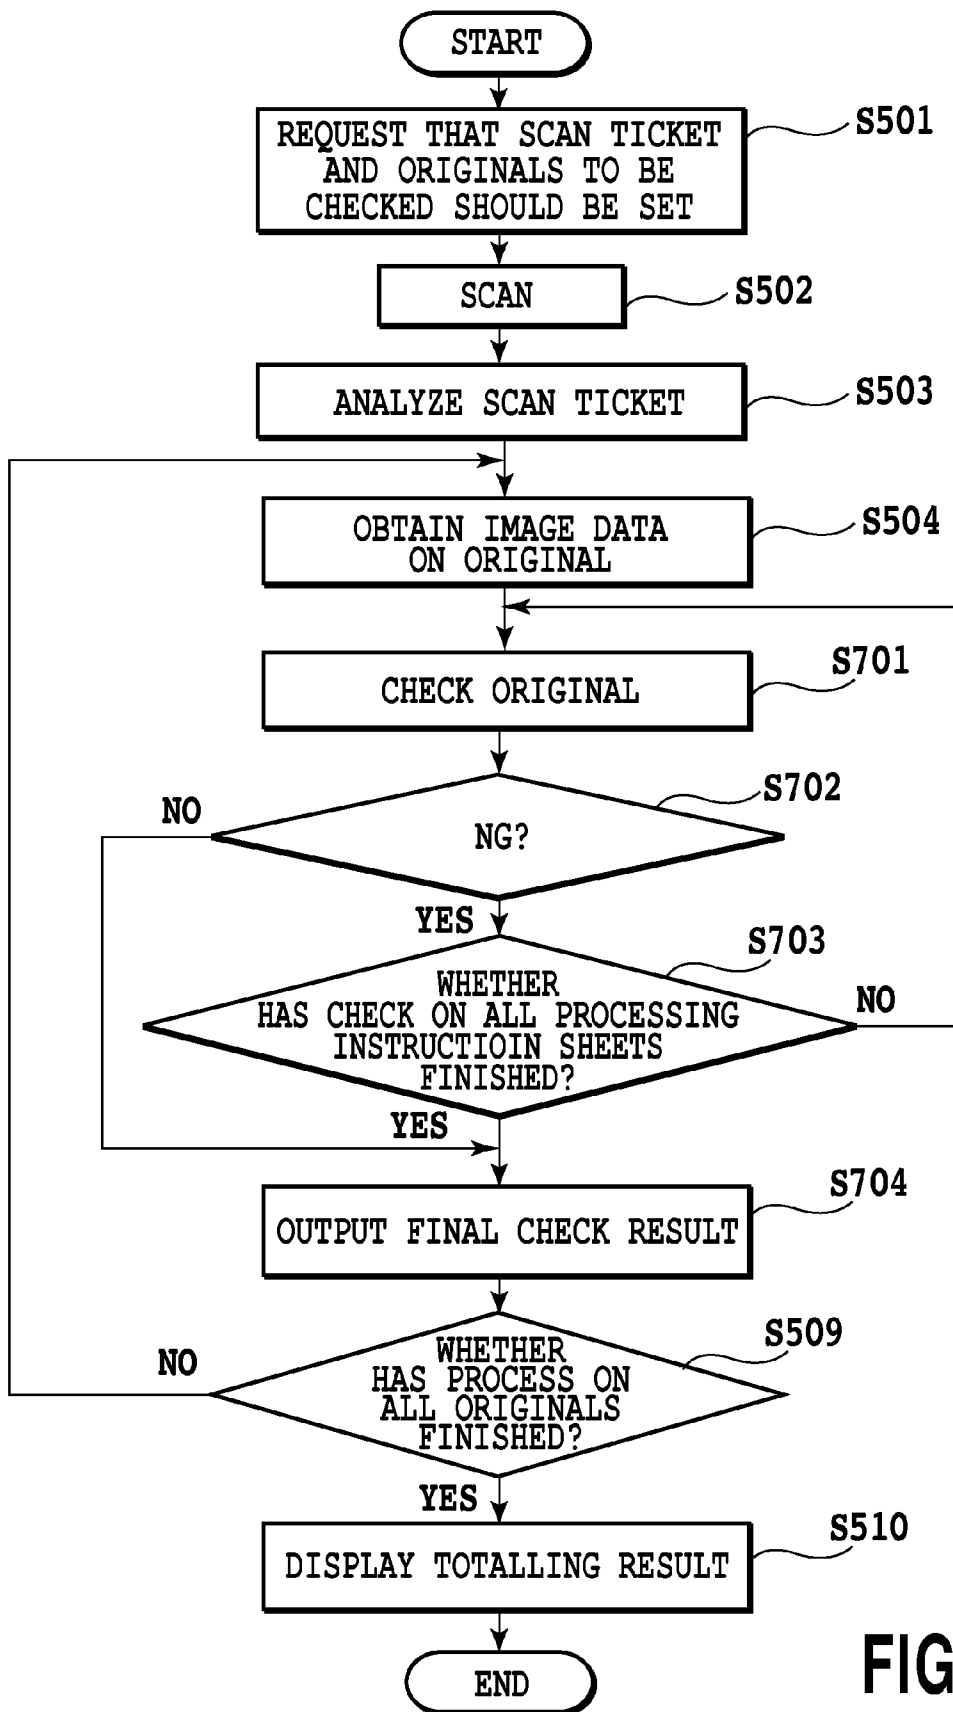 START
REQUEST THAT SCAN TICKET
AND ORIGINALS TO BE
CHECKED SHOULD BE SET
S501
SCAN
S502
ANALYZE SCAN TICKET
S503
OBTAIN IMAGE DATA
ON ORIGINAL
S504
CHECK ORIGINAL
S701
NG?
S702
NO
YES
WHETHER
HAS CHECK ON ALL PROCESSING
INSTRUCTIOIN SHEETS
FINISHED?
S703
NO
YES
OUTPUT FINAL CHECK RESULT
S704
WHETHER
HAS PROCESS ON
ALL ORIGINALS
FINISHED?
S509
NO
YES
DISPLAY TOTALLING RESULT
S510
END
FIG